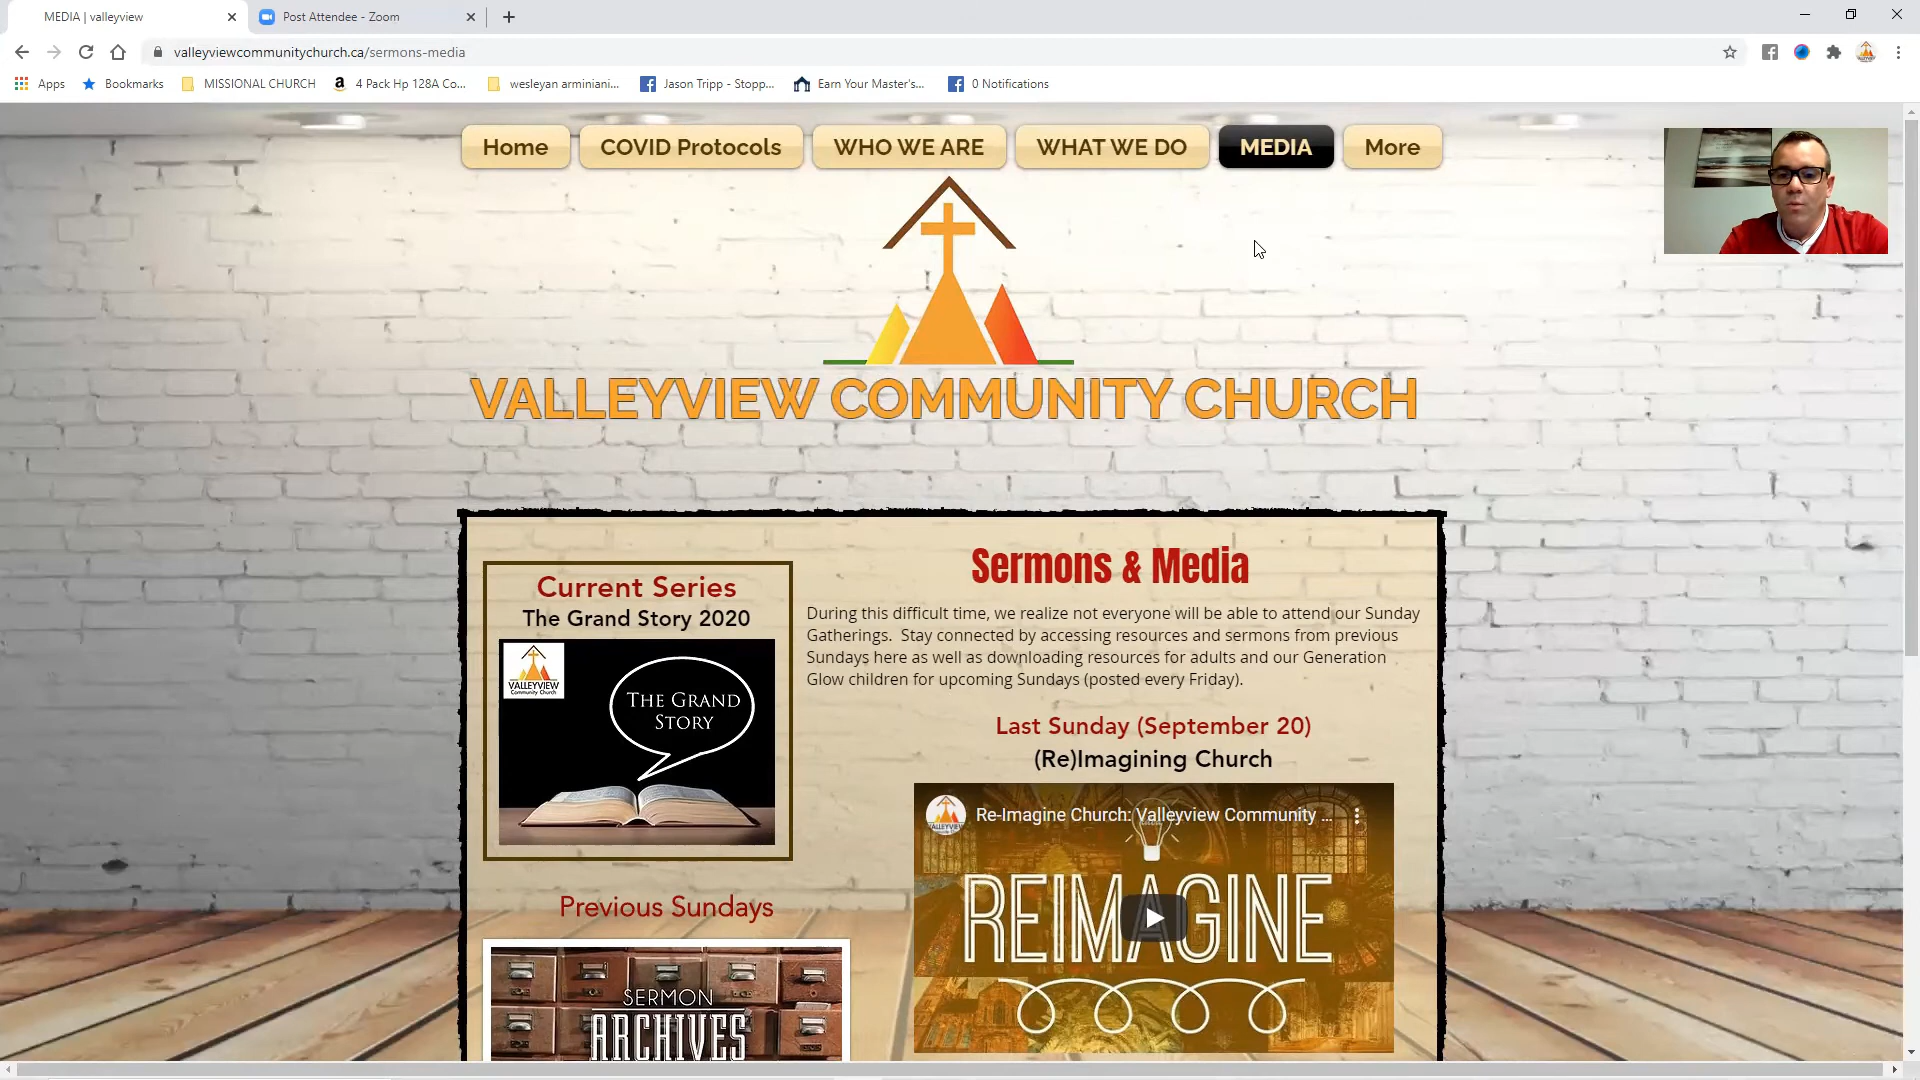 MEDIA | valleyview
Post Attendee - Zoom
valleyviewcommunitychurch.ca/sermons-media
Apps
Bookmarks
MISSIONAL CHURCH
4 Pack Hp 128A Co...
wesleyan arminiani...
Jason Tripp - Stopp...
Earn Your Master's...
0 Notifications
Home
COVID Protocols
WHO WE ARE
WHAT WE DO
MEDIA
More
VALLEYVIEW COMMUNITY CHURCH
Current Series
The Grand Story 2020
VALLEYVIEW
Community Church
THE GRAND
STORY
Previous Sundays
SERMON
ARCHIVES
Sermons & Media
During this difficult time, we realize not everyone will be able to attend our Sunday
Gatherings.  Stay connected by accessing resources and sermons from previous
Sundays here as well as downloading resources for adults and our Generation
Glow children for upcoming Sundays (posted every Friday).
Last Sunday (September 20)
(Re)Imagining Church
VALLEYVIEW
Re-Imagine Church: Valleyview Community ...
REIMAGINE